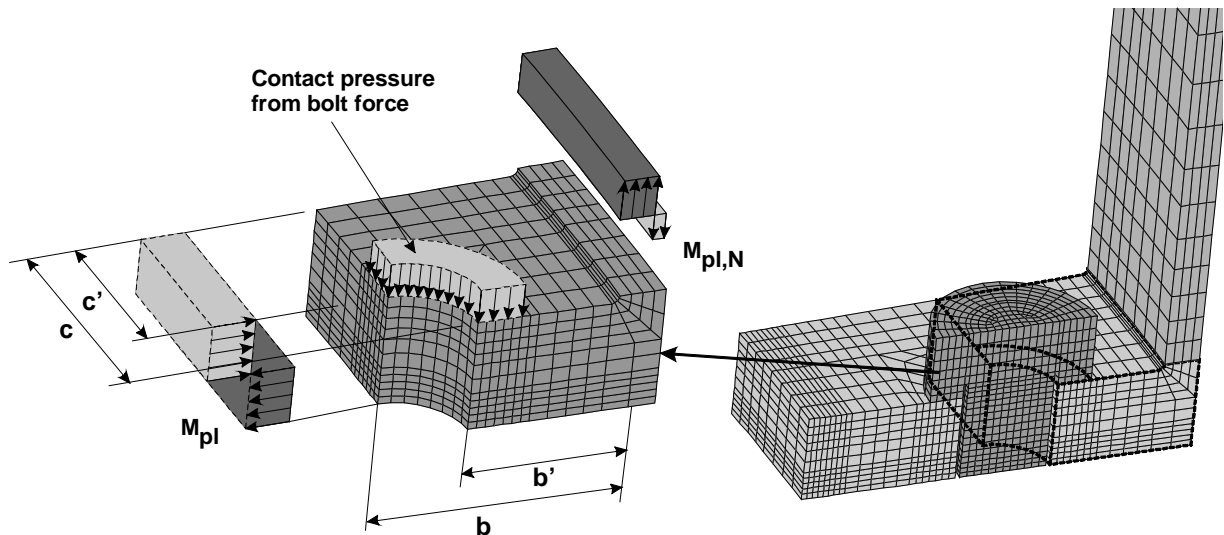 Contact pressure
from bolt force
M_pl,N
c’
c
M_pl
b’
b